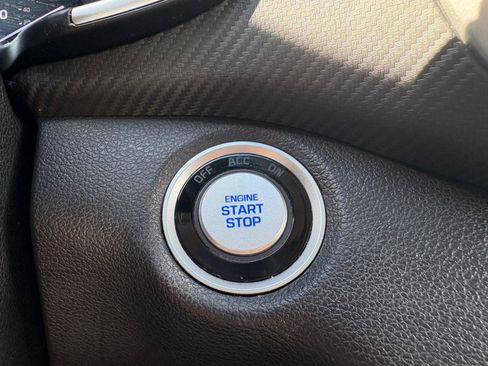 OFF ACC ON
ENGINE
START
STOP